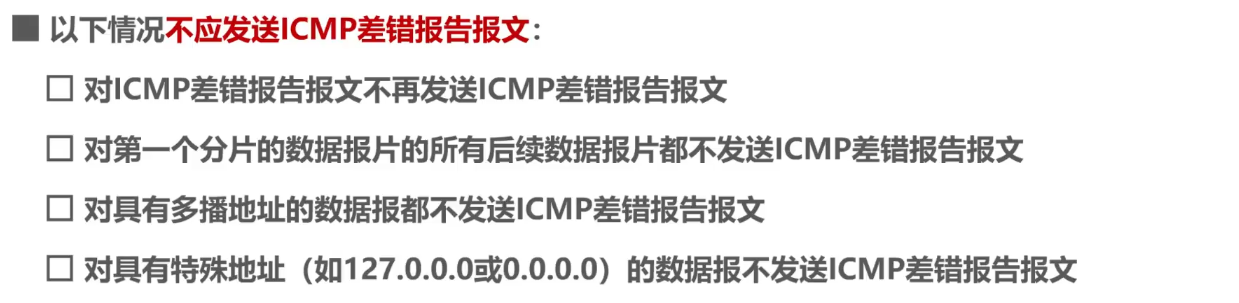 以下情况不应发送ICMP差错报告报文：
对ICMP差错报告报文不再发送ICMP差错报告报文
对第一个分片的数据报片的所有后续数据报片都不发送ICMP差错报告报文
对具有多播地址的数据报都不发送ICMP差错报告报文
对具有特殊地址（如127.0.0.0或0.0.0.0）的数据报不发送ICMP差错报告报文